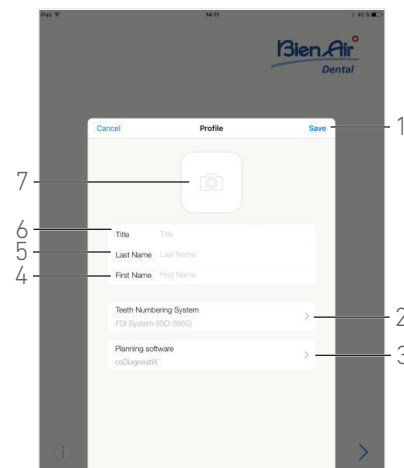 iPad 14:11 45 %
Bien Air
Dental
Cancel Profile Save 1
7
6 Title Title
5 Last Name Last Name
4 First Name First Name
Teeth Numbering System
FDI System (ISO-3950) 2
Planning software
coDiagnostiX™ 3